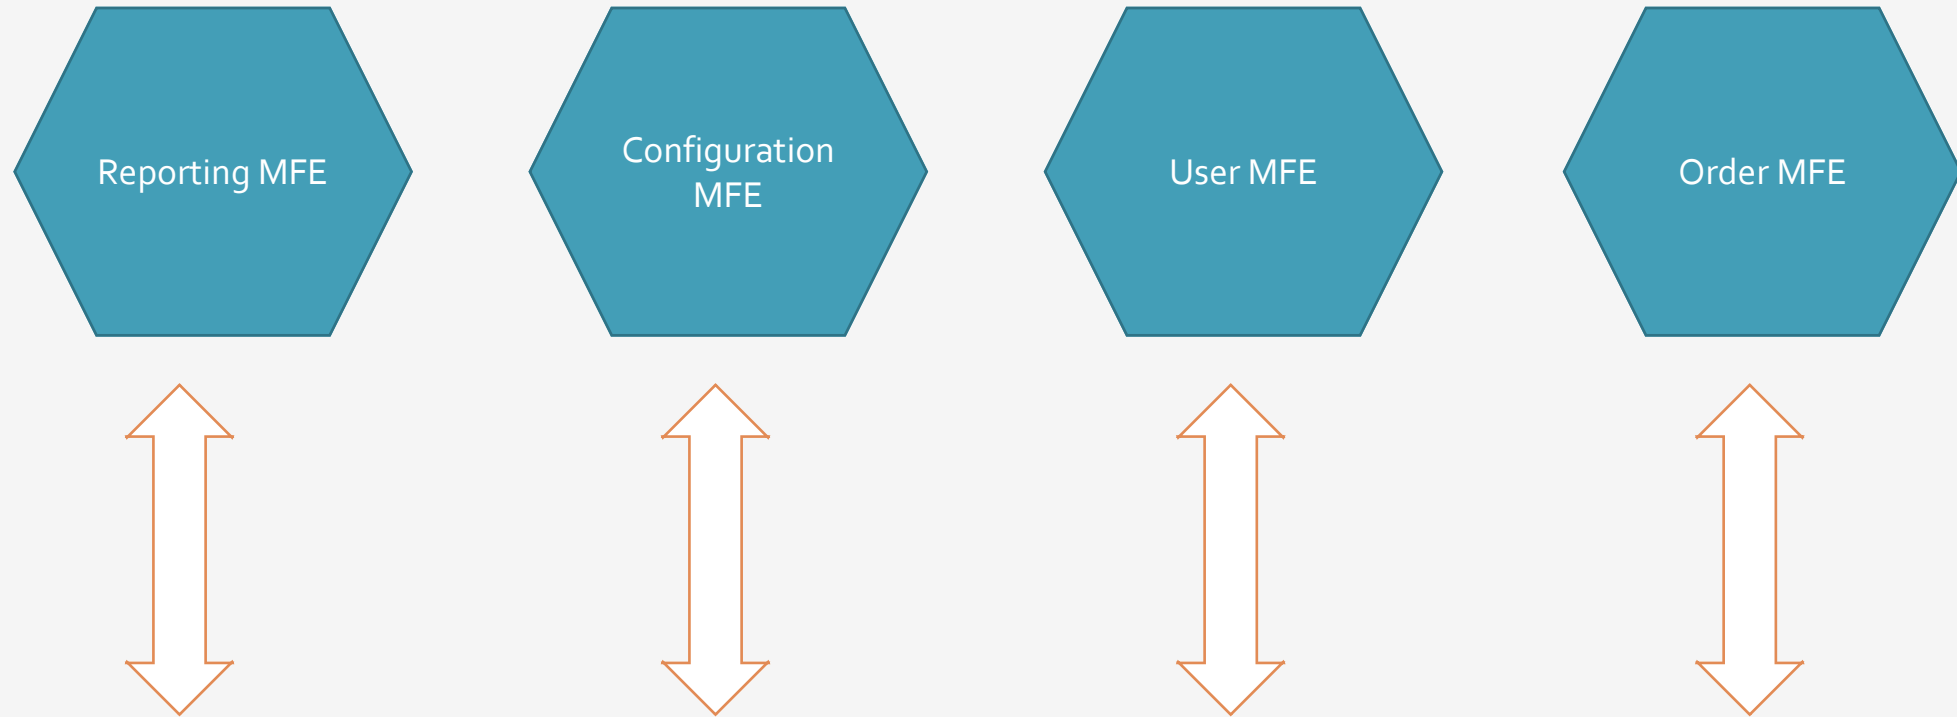 Reporting MFE
Configuration
MFE
User MFE
Order MFE